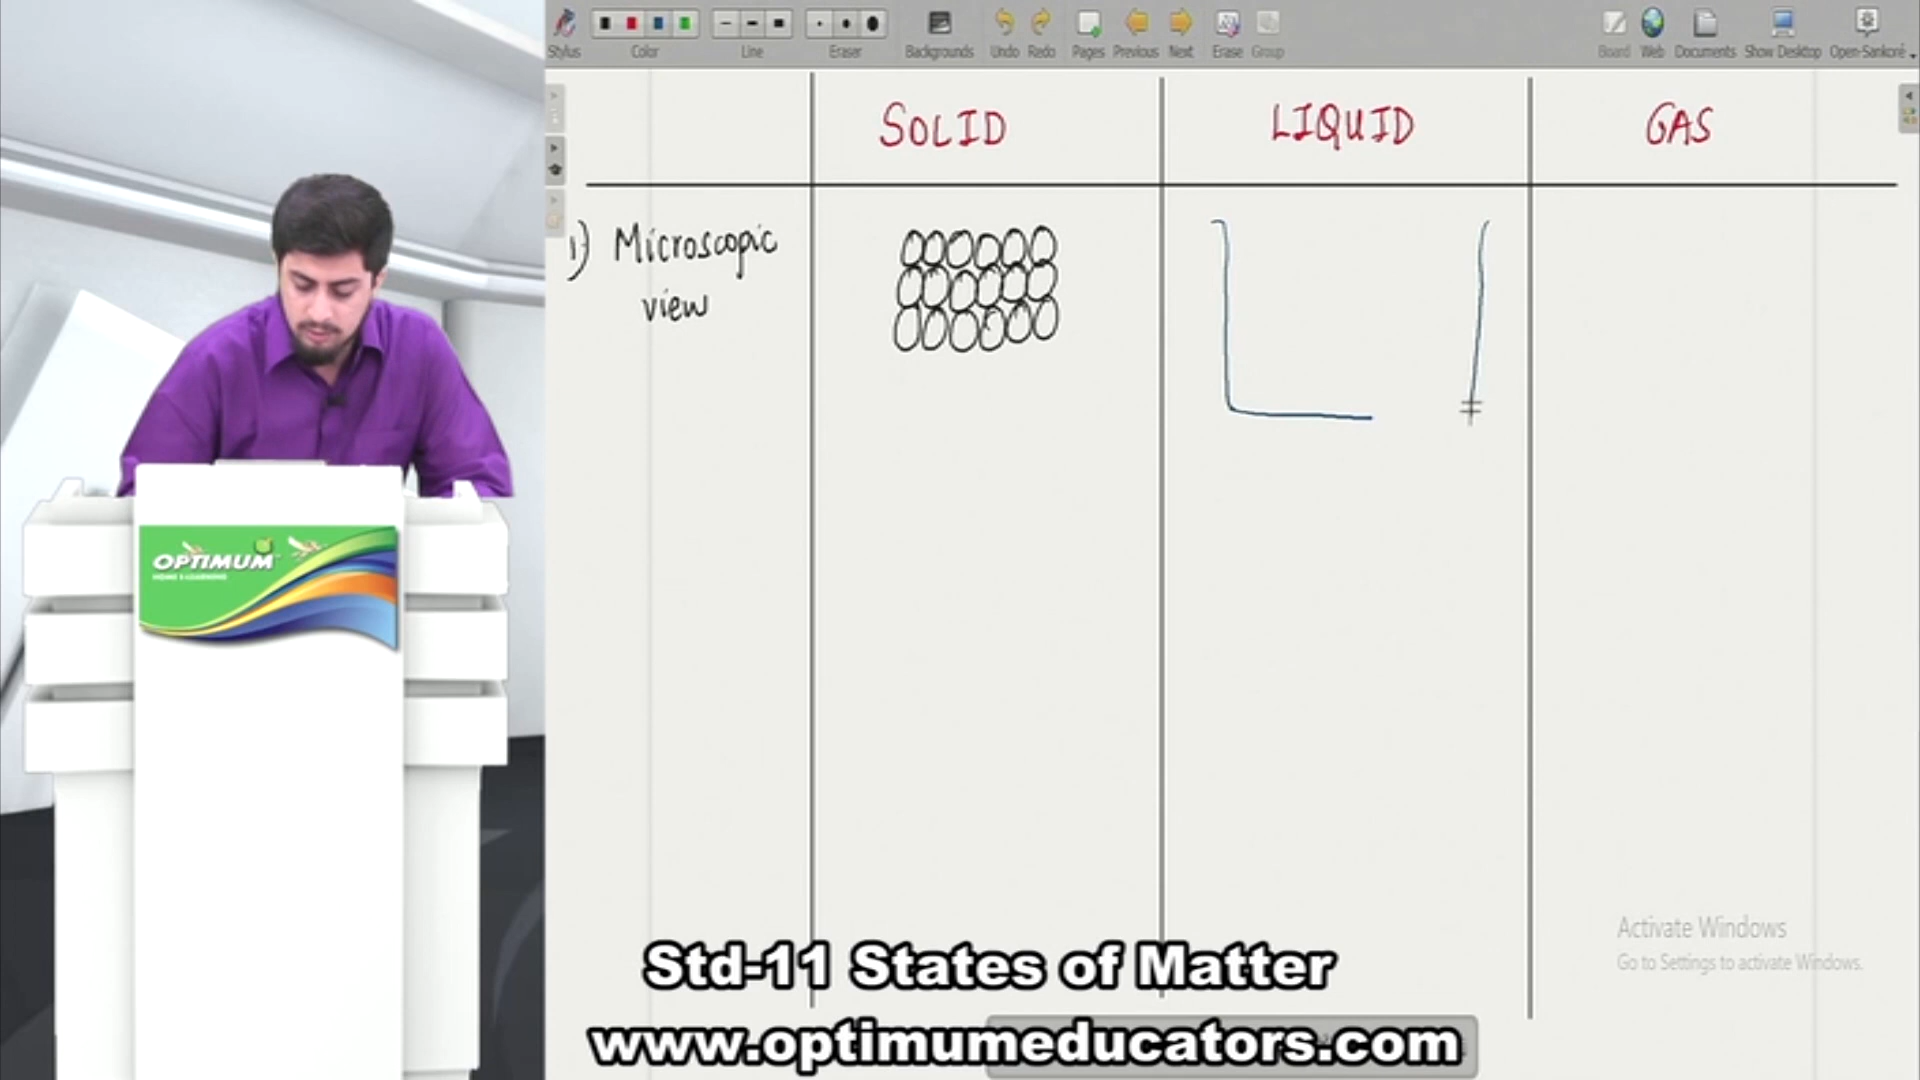 Stylus Color Line Eraser Backgrounds Undo Redo Pages Previous Next Erase Group Board Web Documents Show Desktop Open-Sankoré
SOLID LIQUID GAS
1) Microscopic
view
OPTIMUM
HOME E-LEARNING
Activate Windows
Go to Settings to activate Windows.
Std-11 States of Matter
www.optimumeducators.com